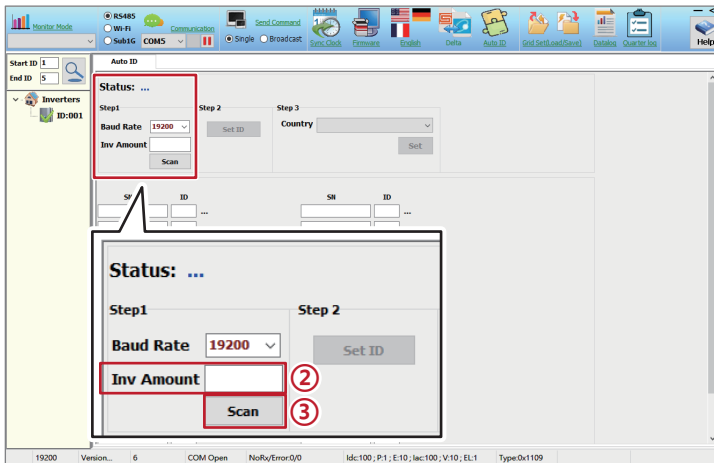 Monitor Mode
RS485
Wi-Fi
Sub1G
COM5
Communication
Send Command
Single
Broadcast
Sync Clock
Firmware
English
Delta
Auto ID
Grid Set(Load/Save)
Datalog
Quarter log
Help
Start ID 1
End ID 5
Inverters
ID:001
Auto ID
Status: ...
Step1
Step 2
Step 3
Baud Rate 19200
Set ID
Country
Inv Amount
Set
Scan
ID
...
SN
ID
...
Status: ...
Step1
Step 2
Baud Rate 19200
Set ID
Inv Amount
②
Scan
③
19200
Version...
6
COM Open
NoRx/Error:0/0
Idc:100 ; P:1 ; E:10 ; Iac:100 ; V:10 ; EL:1
Type:0x1109